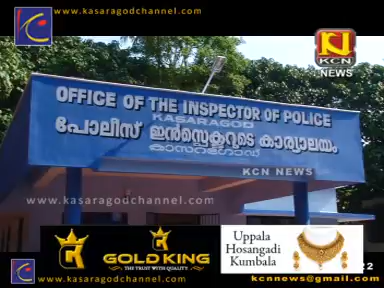 www.kasaragodchannel.com
KCN
NEWS
OFFICE OF THE INSPECTOR OF POLICE
KASARAGOD
പോലീസ് ഇൻസ്പെക്ടറുടെ കാര്യാലയം
കാസറഗോഡ്
KCN NEWS
www.kasaragodchannel.com
GOLD KING
THE TRUST WITH QUALITY
Uppala
Hosangadi
Kumbala
www.kasaragodchannel.com
kcnnews@gmail.com